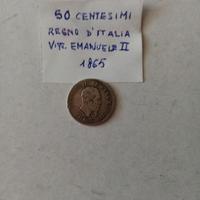 50 CENTESIMI
REGNO D'ITALIA
VIT. EMANUELE II
1865